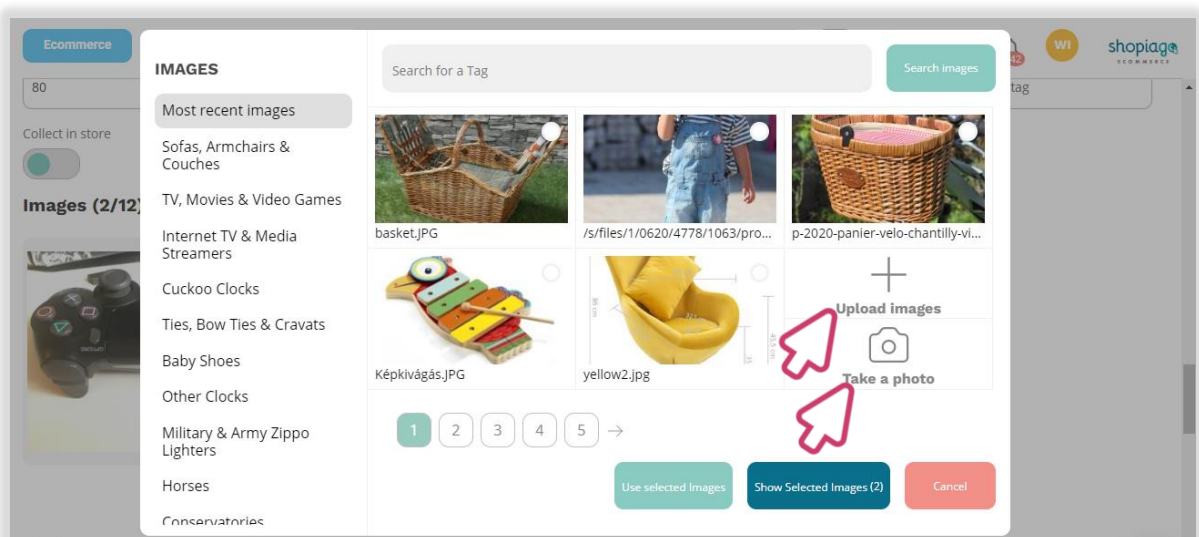 Ecommerce
42
WI
shopiago
ECOMMERCE
80
tag
Collect in store
Images (2/12)
IMAGES
Most recent images
Sofas, Armchairs &
Couches
TV, Movies & Video Games
Internet TV & Media
Streamers
Cuckoo Clocks
Ties, Bow Ties & Cravats
Baby Shoes
Other Clocks
Military & Army Zippo
Lighters
Horses
Conservatories
Search for a Tag
Search images
basket.JPG
/s/files/1/0620/4778/1063/pro...
p-2020-panier-velo-chantilly-vi...
Képkivágás.JPG
yellow2.jpg
Upload images
Take a photo
1 2 3 4 5 →
Use selected Images
Show Selected Images (2)
Cancel